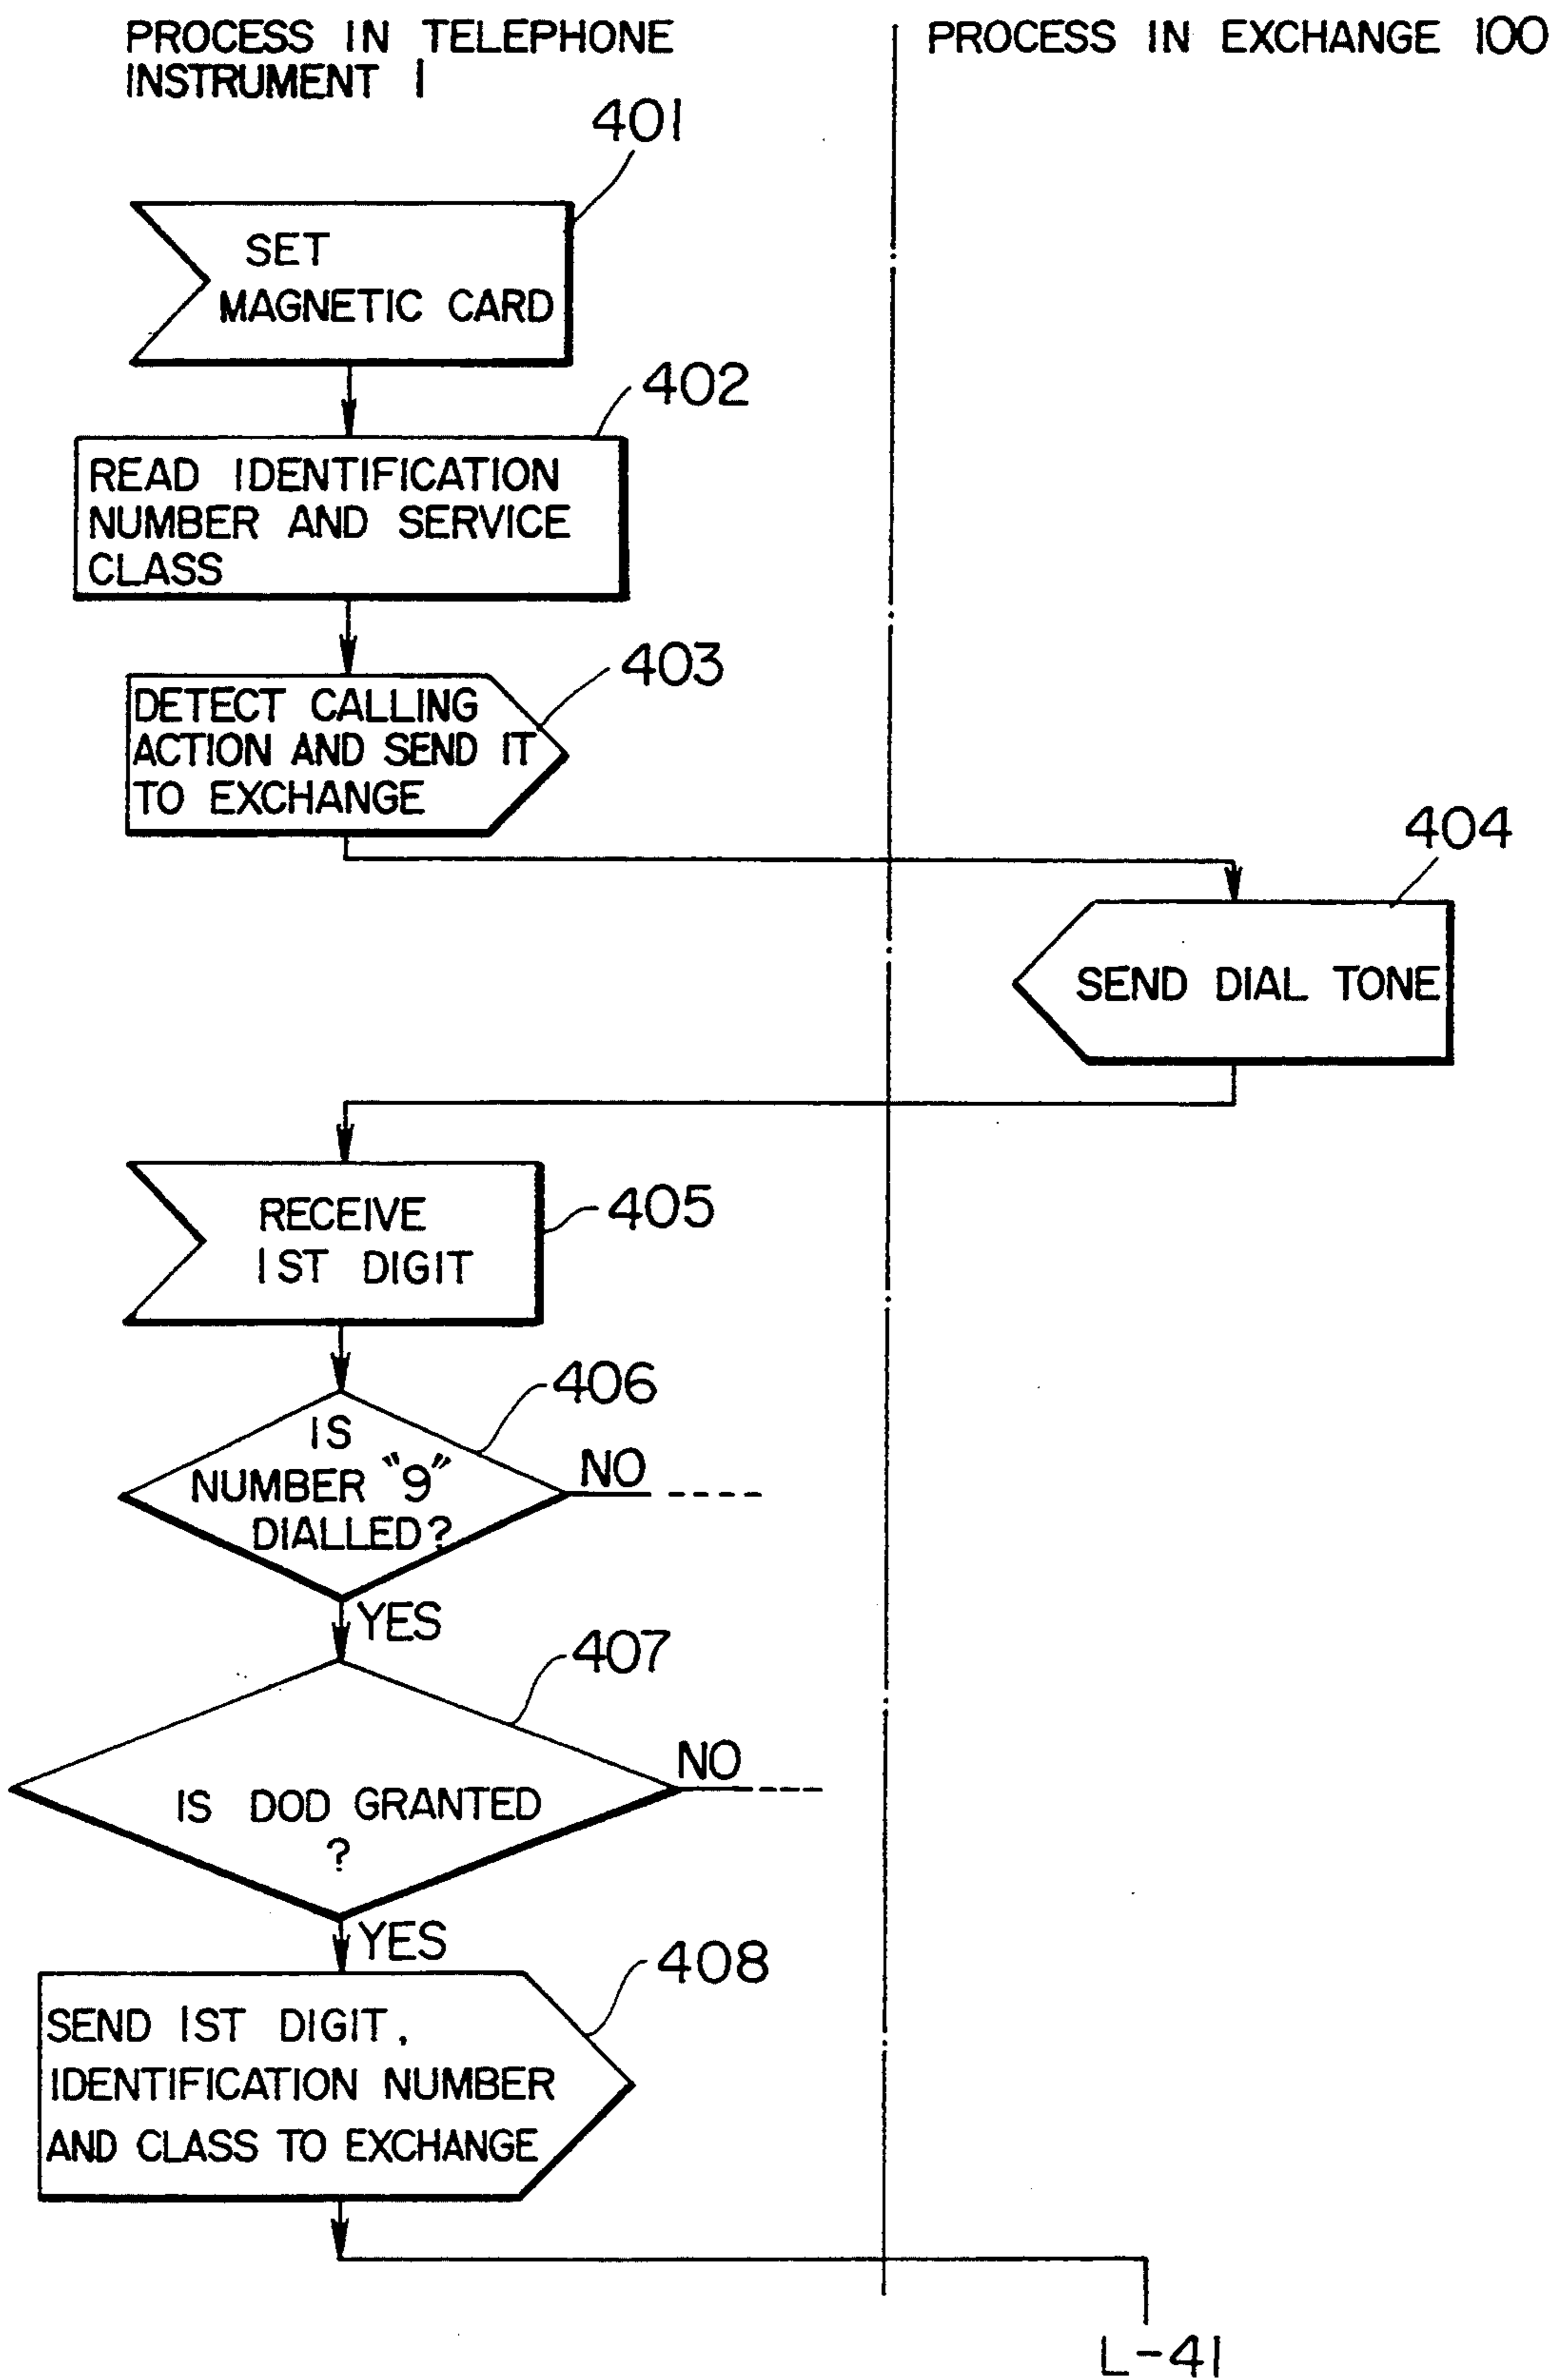 PROCESS IN TELEPHONE
INSTRUMENT 1
PROCESS IN EXCHANGE 100
401
SET
MAGNETIC CARD
402
READ IDENTIFICATION
NUMBER AND SERVICE
CLASS
403
DETECT CALLING
ACTION AND SEND IT
TO EXCHANGE
404
SEND DIAL TONE
405
RECEIVE
1ST DIGIT
406
IS
NUMBER "9"
DIALLED?
NO
YES
407
IS DOD GRANTED
?
NO
YES
408
SEND 1ST DIGIT,
IDENTIFICATION NUMBER
AND CLASS TO EXCHANGE
L-41